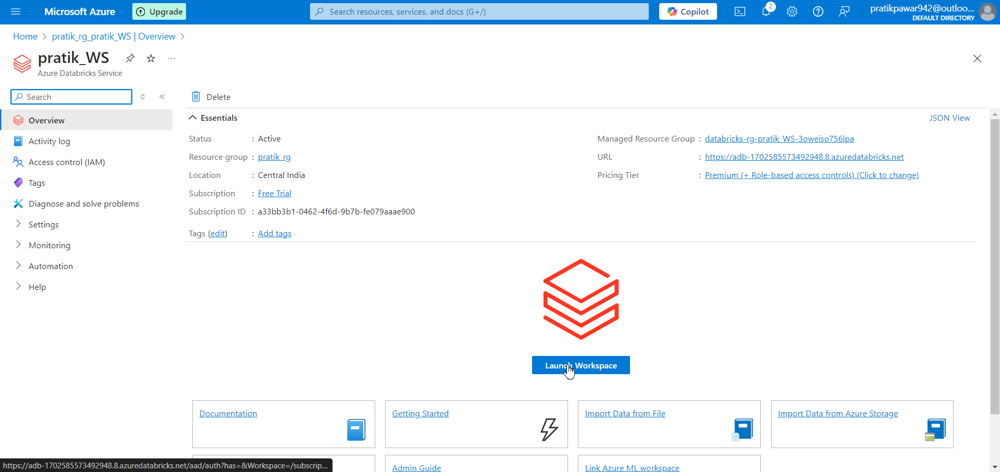 Microsoft Azure
Upgrade
Search resources, services, and docs (G+/)
Copilot
2
pratikpawar942@outloo...
DEFAULT DIRECTORY
Home > pratik_rg_pratik_WS | Overview >
pratik_WS
...
Azure Databricks Service
Search
«
Delete
Overview
Activity log
Access control (IAM)
Tags
Diagnose and solve problems
Settings
Monitoring
Automation
Help
Essentials
JSON View
Status : Active
Resource group : pratik_rg
Location : Central India
Subscription : Free Trial
Subscription ID : a33bb3b1-0462-4f6d-9b7b-fe079aaae900
Tags (edit) : Add tags
Managed Resource Group : databricks-rg-pratik_WS-3oweiso756lpa
URL : https://adb-1702585573492948.8.azuredatabricks.net
Pricing Tier : Premium (+ Role-based access controls) (Click to change)
Launch Workspace
Documentation
Getting Started
Import Data from File
Import Data from Azure Storage
Admin Guide
Link Azure ML workspace
https://adb-1702585573492948.8.azuredatabricks.net/aad/auth?has=&Workspace=/subscrip...